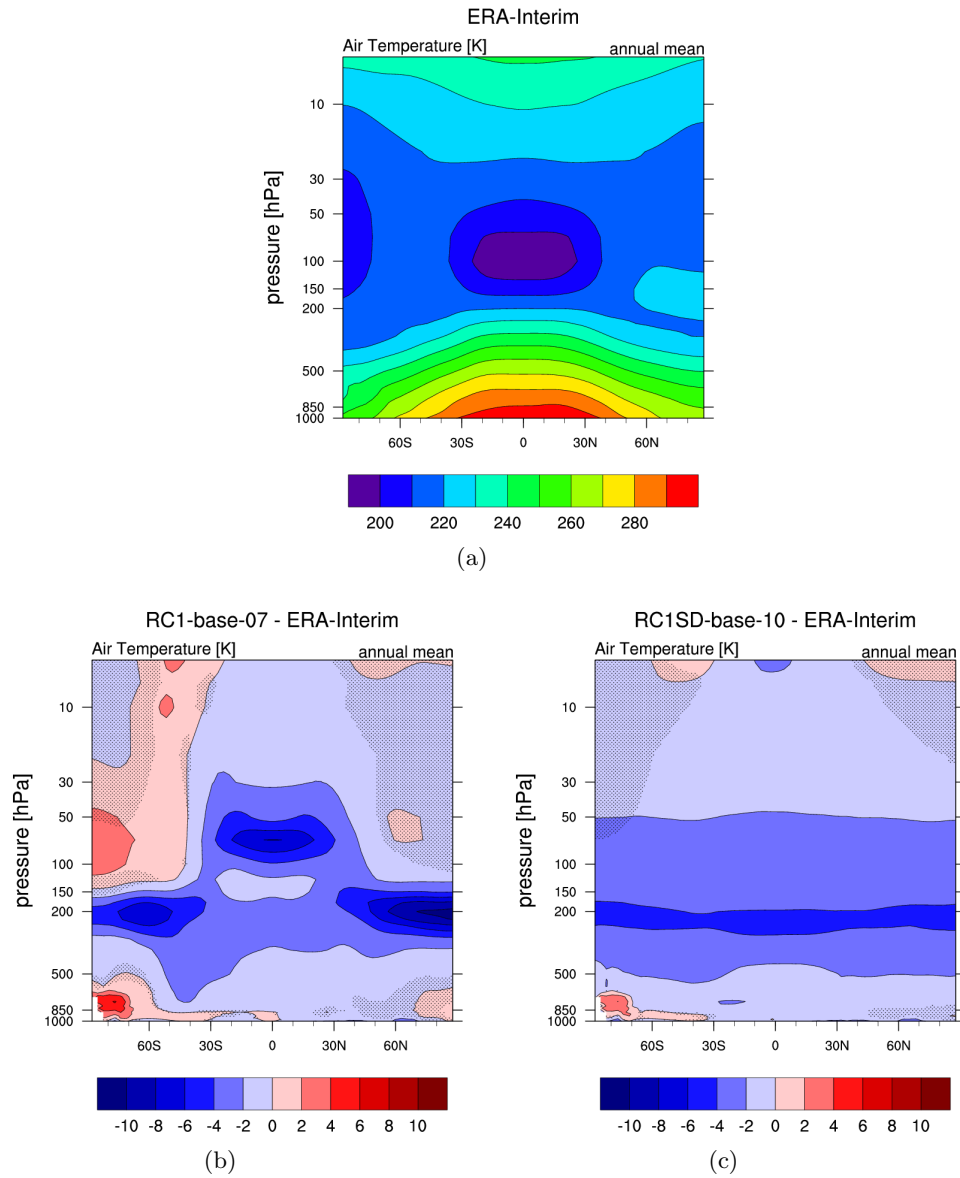 ERA-Interim
Air Temperature [K] annual mean
pressure [hPa]
10
30
50
100
150
200
500
850
1000
60S 30S 0 30N 60N
200 220 240 260 280
(a)
RC1-base-07 - ERA-Interim
Air Temperature [K] annual mean
pressure [hPa]
10
30
50
100
150
200
500
850
1000
60S 30S 0 30N 60N
-10 -8 -6 -4 -2 0 2 4 6 8 10
(b)
RC1SD-base-10 - ERA-Interim
Air Temperature [K] annual mean
pressure [hPa]
10
30
50
100
150
200
500
850
1000
60S 30S 0 30N 60N
-10 -8 -6 -4 -2 0 2 4 6 8 10
(c)